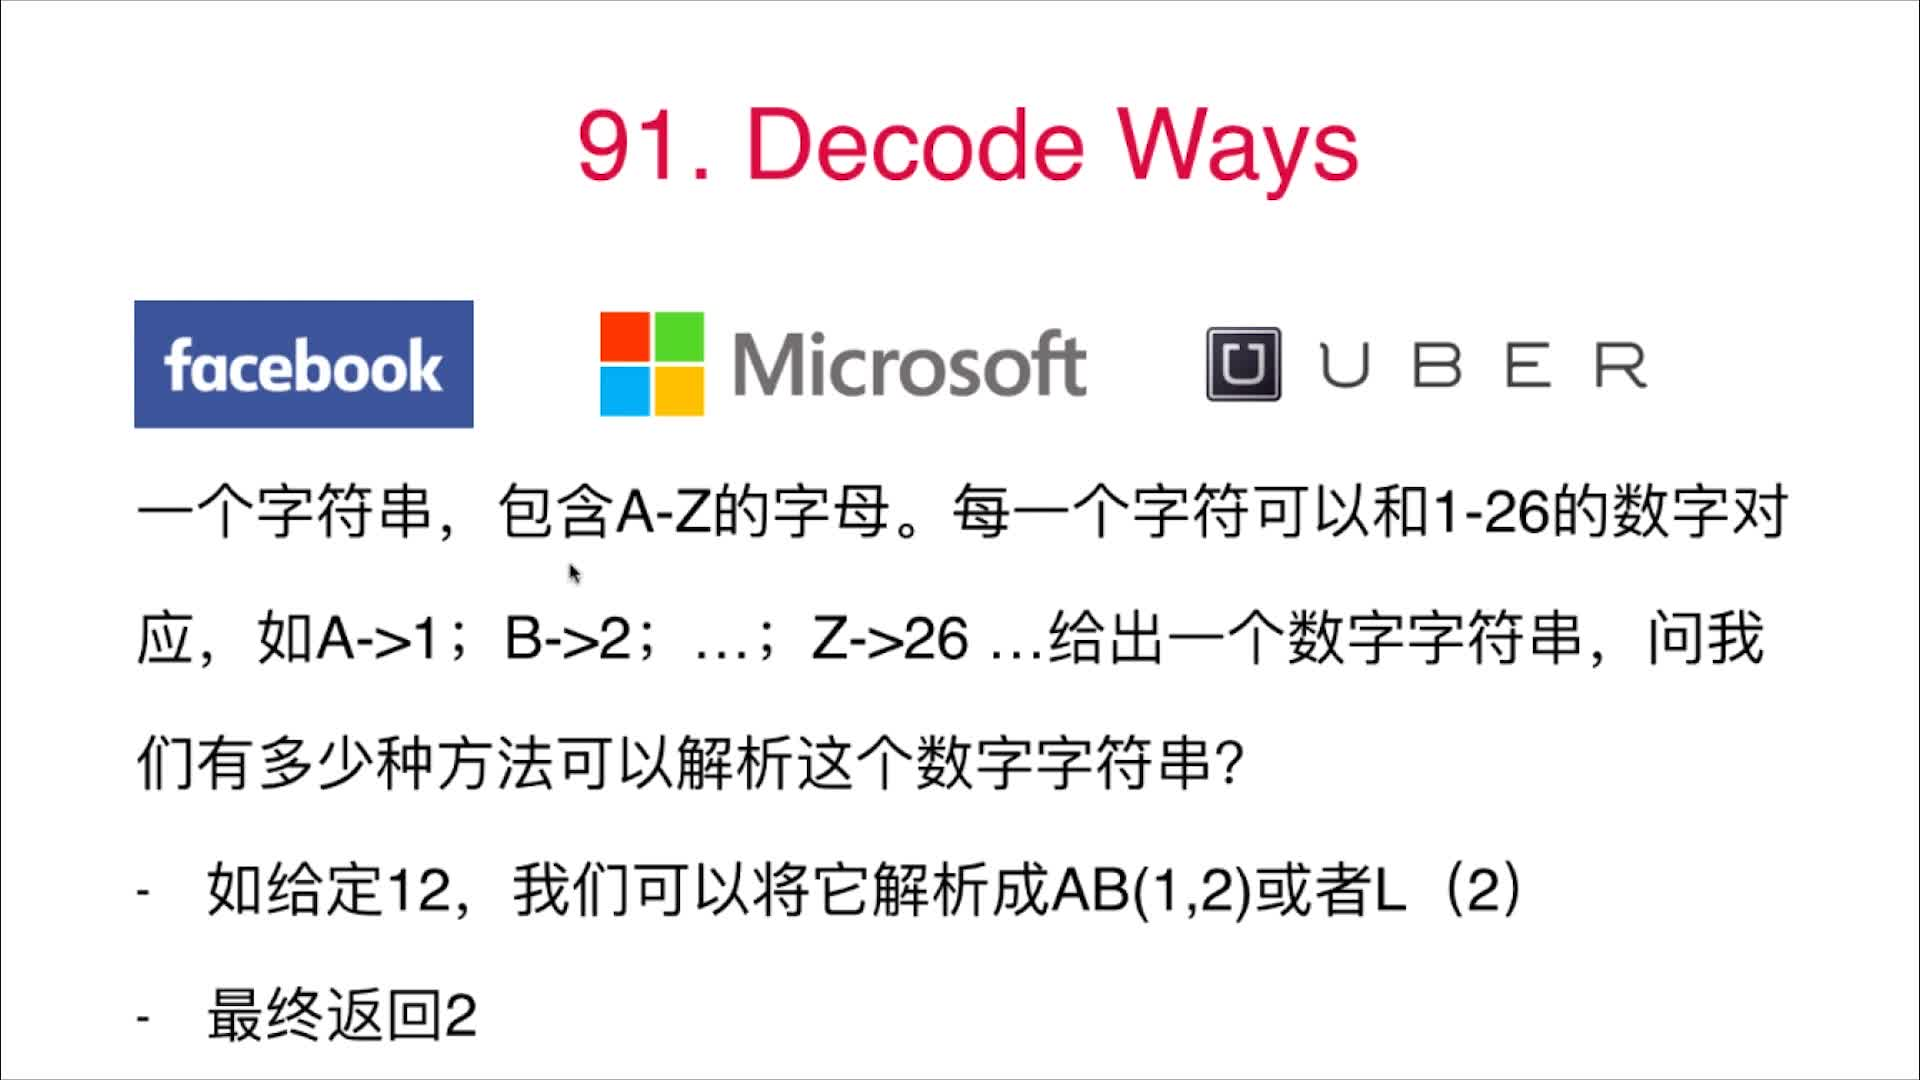 91. Decode Ways
facebook
Microsoft
UBER
一个字符串，包含A-Z的字母。每一个字符可以和1-26的数字对
应，如A->1；B->2；…；Z->26 …给出一个数字字符串，问我
们有多少种方法可以解析这个数字字符串？
- 如给定12，我们可以将它解析成AB(1,2)或者L（2）
- 最终返回2